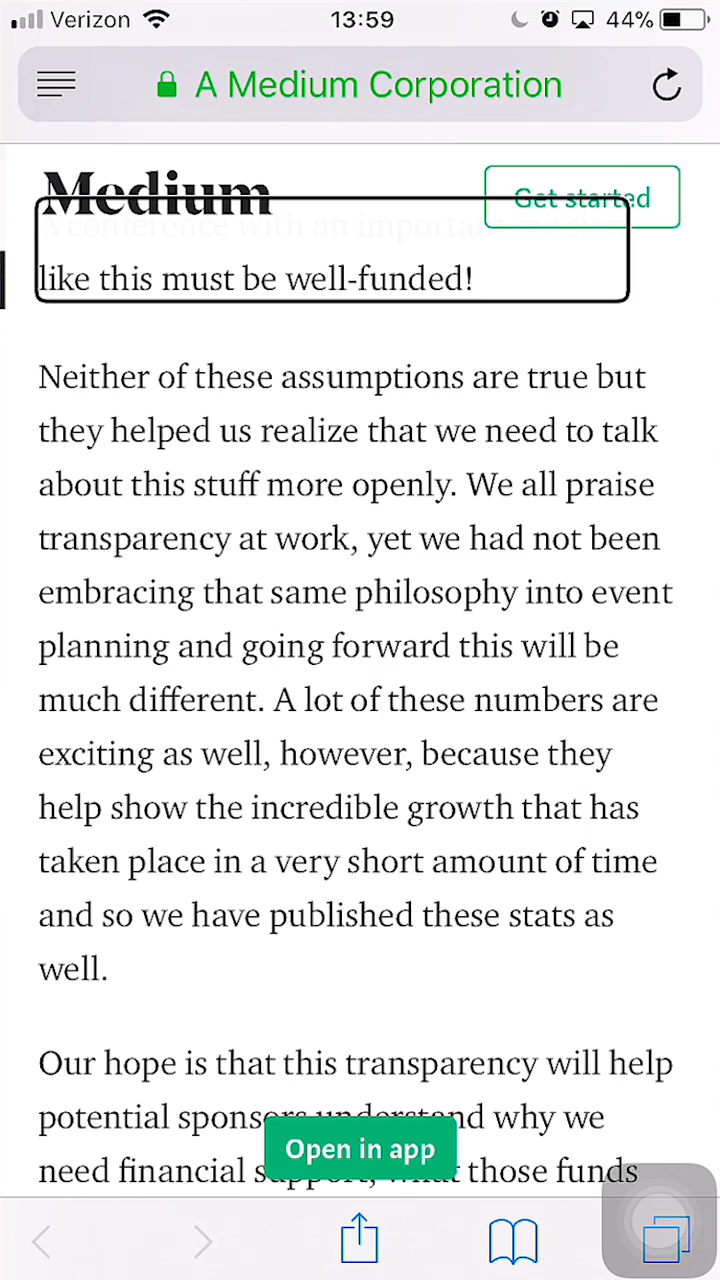 Verizon 13:59 44%
A Medium Corporation
Medium Get started
A conference with an important mission
like this must be well-funded!
Neither of these assumptions are true but
they helped us realize that we need to talk
about this stuff more openly. We all praise
transparency at work, yet we had not been
embracing that same philosophy into event
planning and going forward this will be
much different. A lot of these numbers are
exciting as well, however, because they
help show the incredible growth that has
taken place in a very short amount of time
and so we have published these stats as
well.
Our hope is that this transparency will help
potential sponsors understand why we
Open in app
need financial support, what those funds